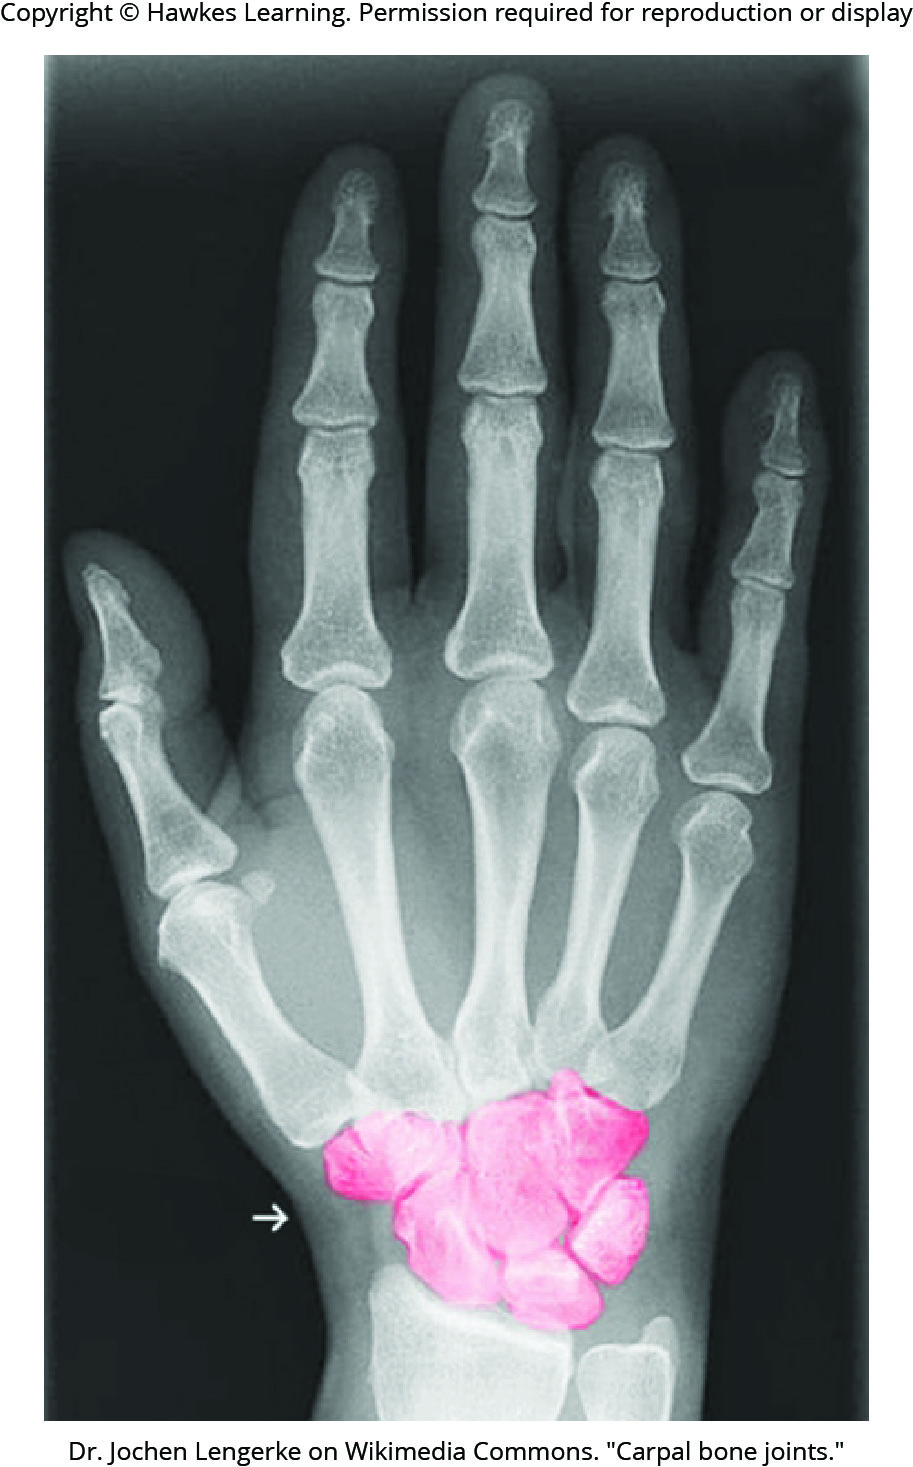 Copyright © Hawkes Learning. Permission required for reproduction or display
Dr. Jochen Lengerke on Wikimedia Commons. "Carpal bone joints."